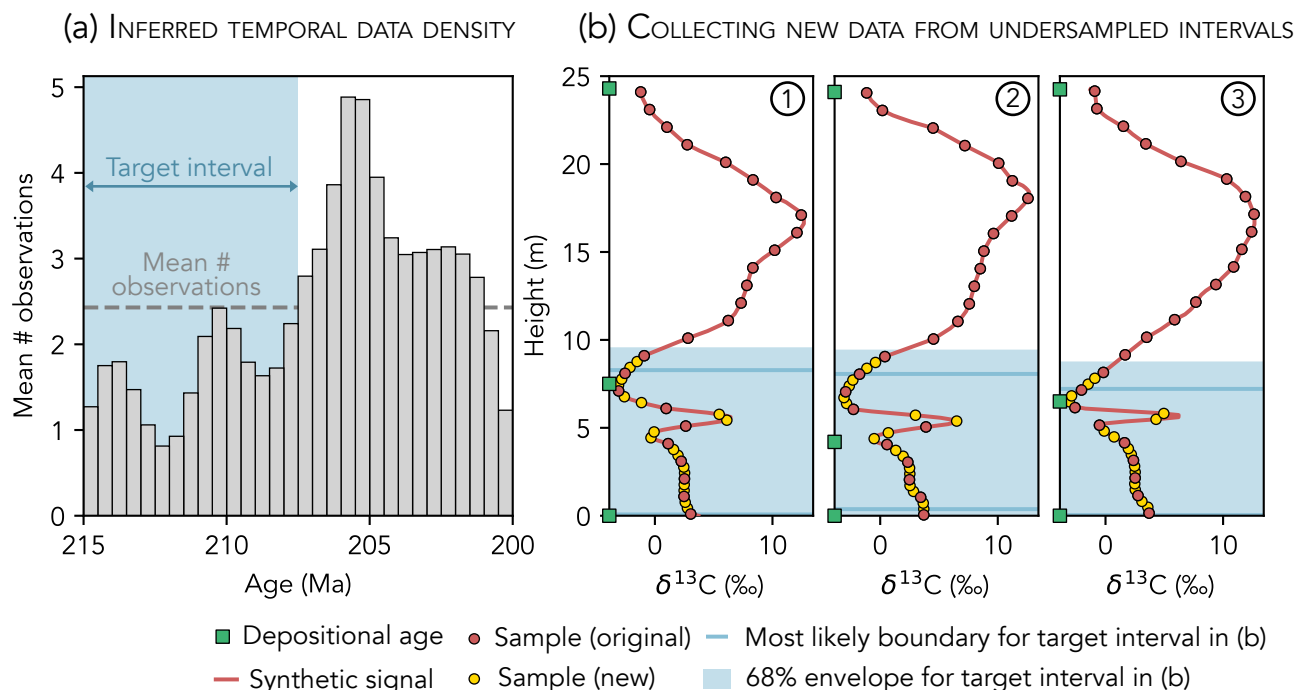 (a) INFERRED TEMPORAL DATA DENSITY
(b) COLLECTING NEW DATA FROM UNDERSAMPLED INTERVALS
Mean # observations
5
4
3
2
1
0
Target interval
Mean #
observations
215
210
205
200
Age (Ma)
Height (m)
25
20
15
10
5
0
1
2
3
0
10
0
10
0
10
δ¹³C (‰)
δ¹³C (‰)
δ¹³C (‰)
Depositional age
Sample (original)
Most likely boundary for target interval in (b)
Synthetic signal
Sample (new)
68% envelope for target interval in (b)